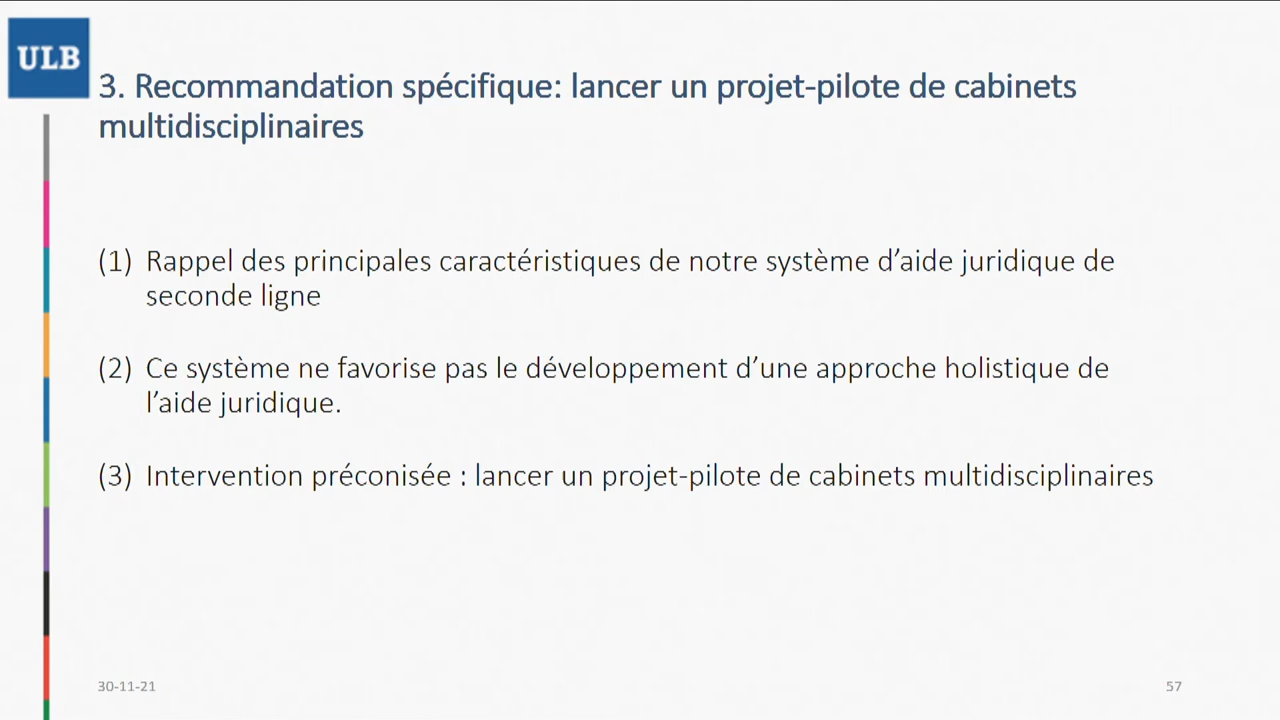 ULB
3. Recommandation spécifique: lancer un projet-pilote de cabinets
multidisciplinaires
(1) Rappel des principales caractéristiques de notre système d’aide juridique de
seconde ligne
(2) Ce système ne favorise pas le développement d’une approche holistique de
l’aide juridique.
(3) Intervention préconisée : lancer un projet-pilote de cabinets multidisciplinaires
30-11-21
57